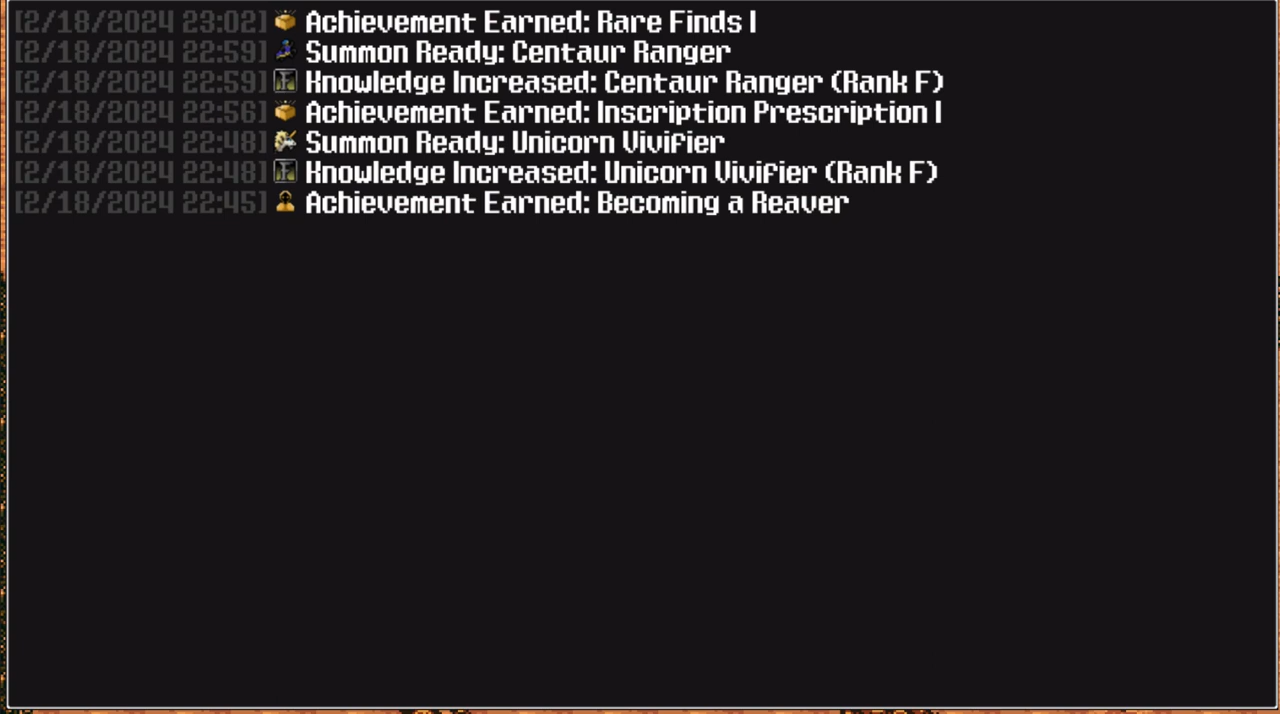 [2/18/2024 23:02] Achievement Earned: Rare Finds I
[2/18/2024 22:59] Summon Ready: Centaur Ranger
[2/18/2024 22:59] Knowledge Increased: Centaur Ranger (Rank F)
[2/18/2024 22:56] Achievement Earned: Inscription Prescription I
[2/18/2024 22:48] Summon Ready: Unicorn Vivifier
[2/18/2024 22:48] Knowledge Increased: Unicorn Vivifier (Rank F)
[2/18/2024 22:45] Achievement Earned: Becoming a Reaver